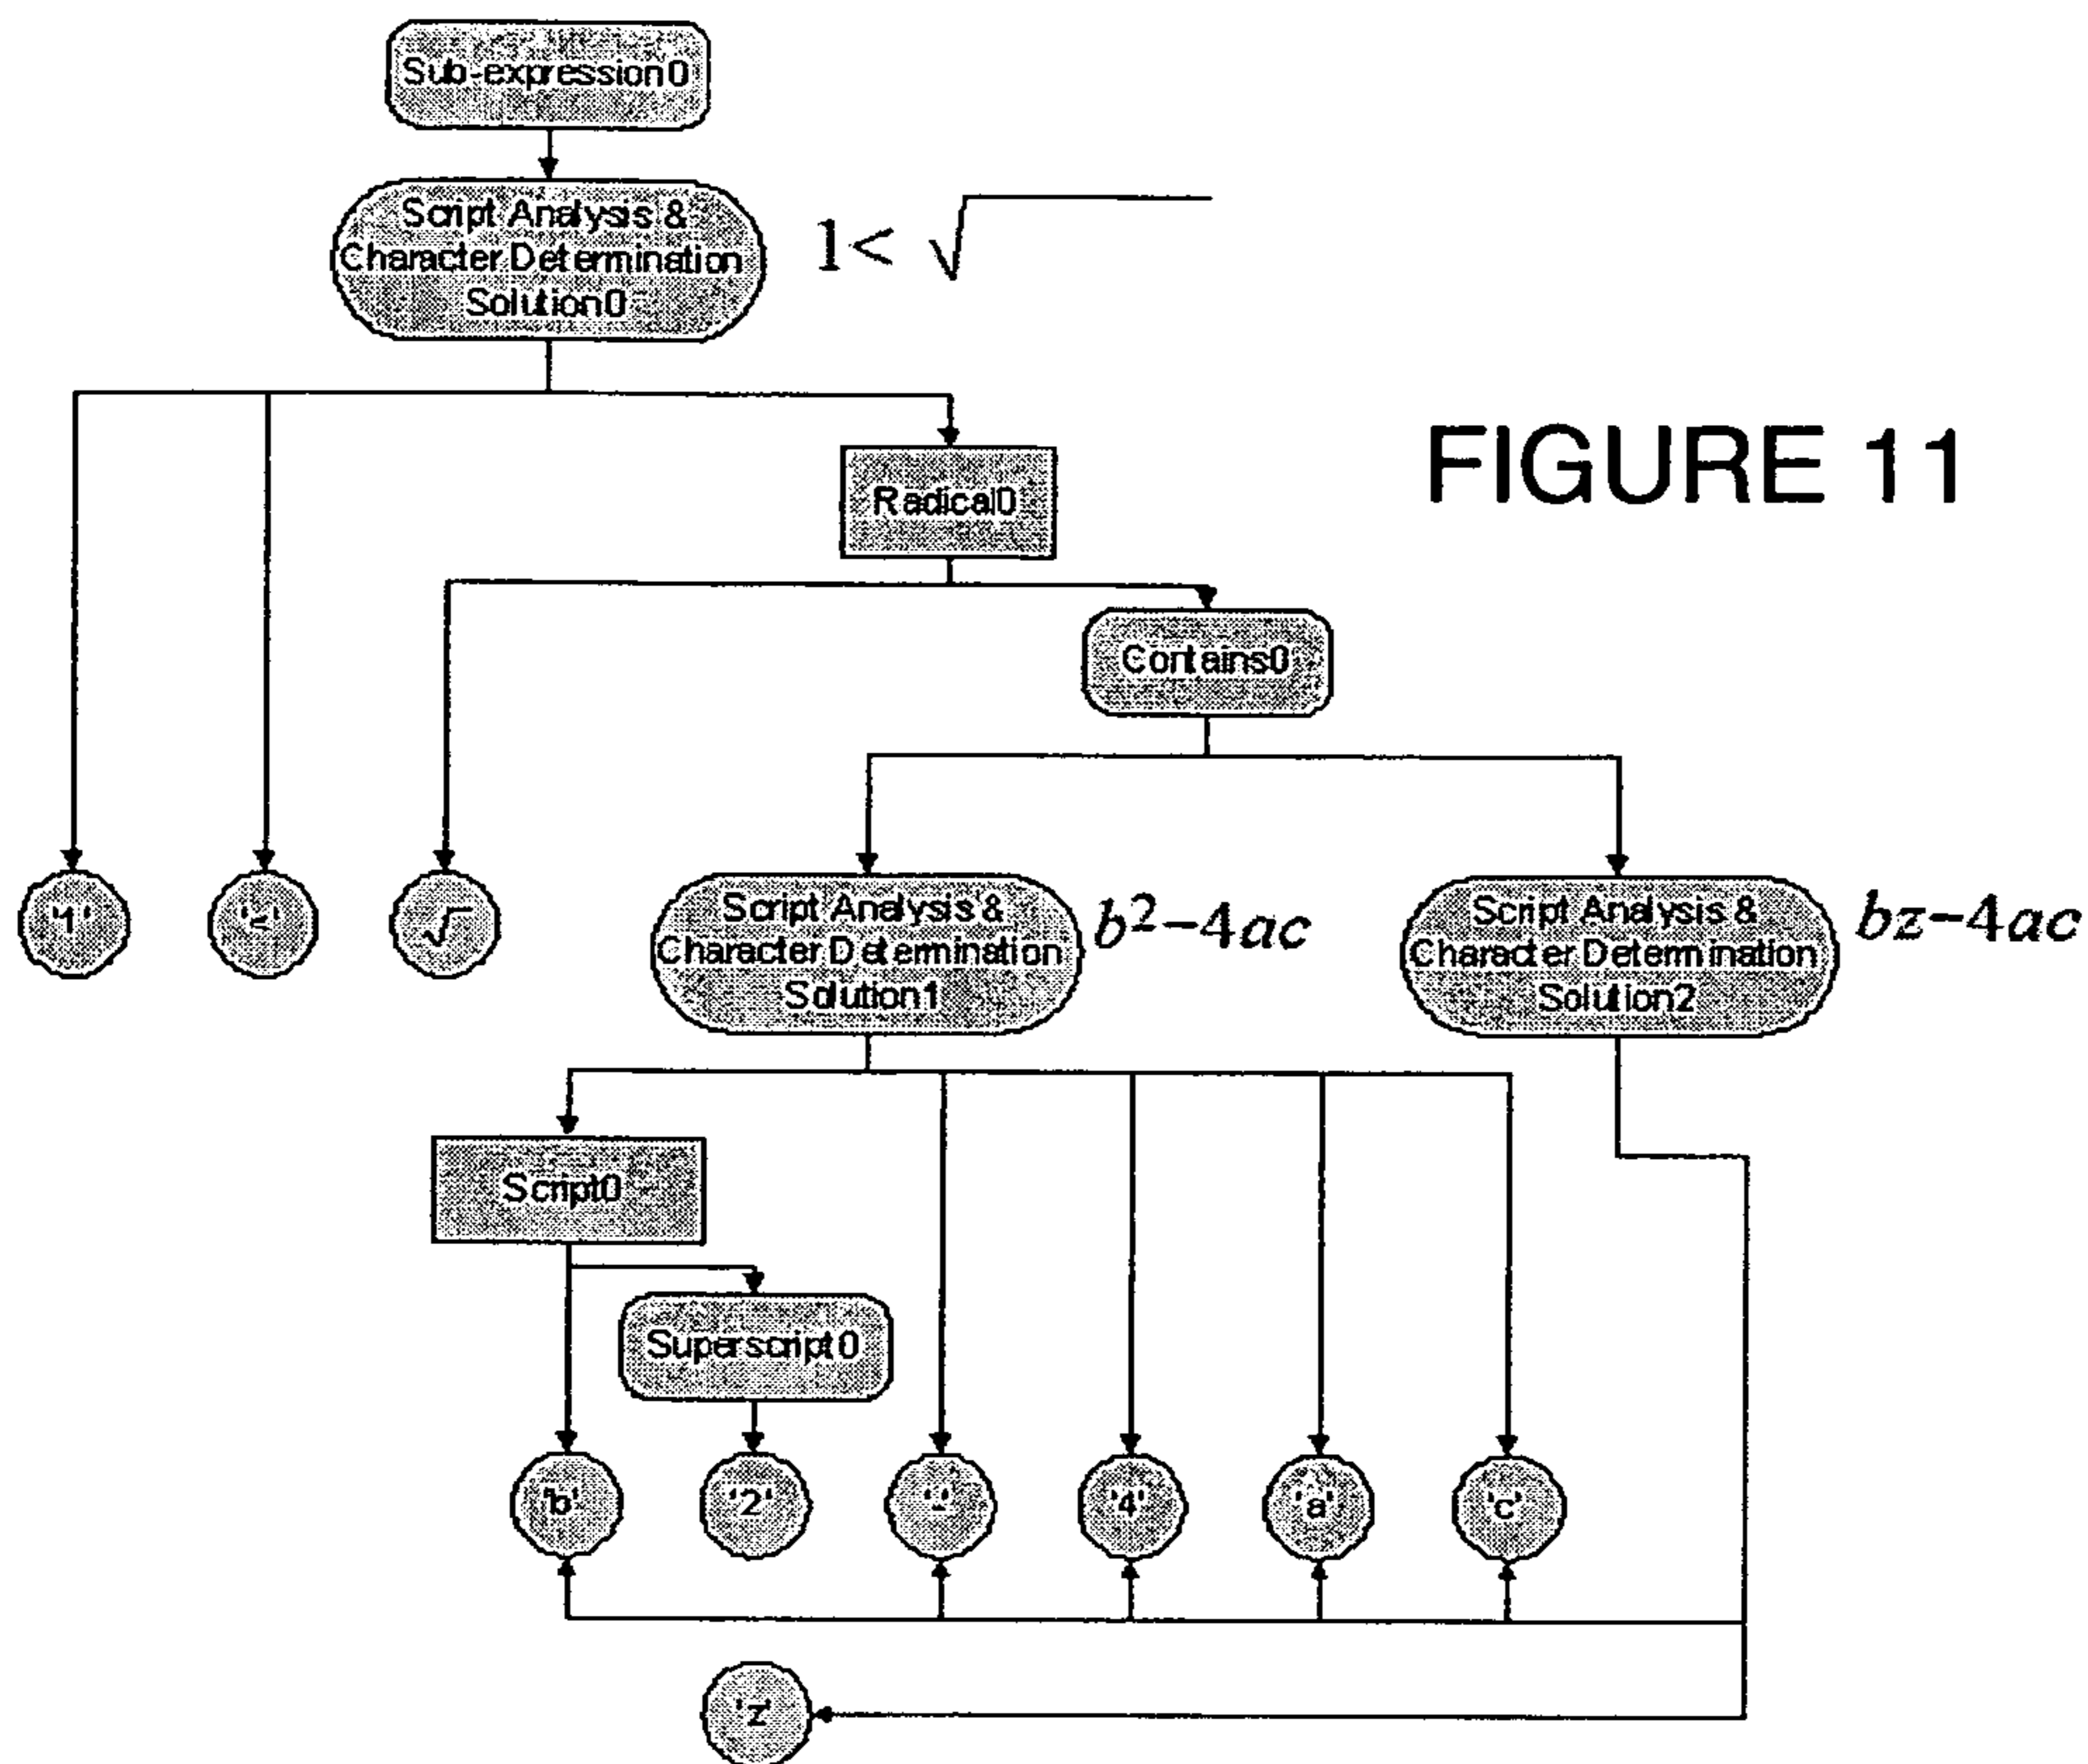 Sub-expression0
Script Analysis &
Character Determination
Solution0
1< √
FIGURE 11
Radical0
Contains0
'1'
'<'
√
Script Analysis &
Character Determination
Solution1
b²-4ac
Script Analysis &
Character Determination
Solution2
bz-4ac
Script0
Superscript0
'b'
'2'
'-'
'4'
'a'
'c'
'z'